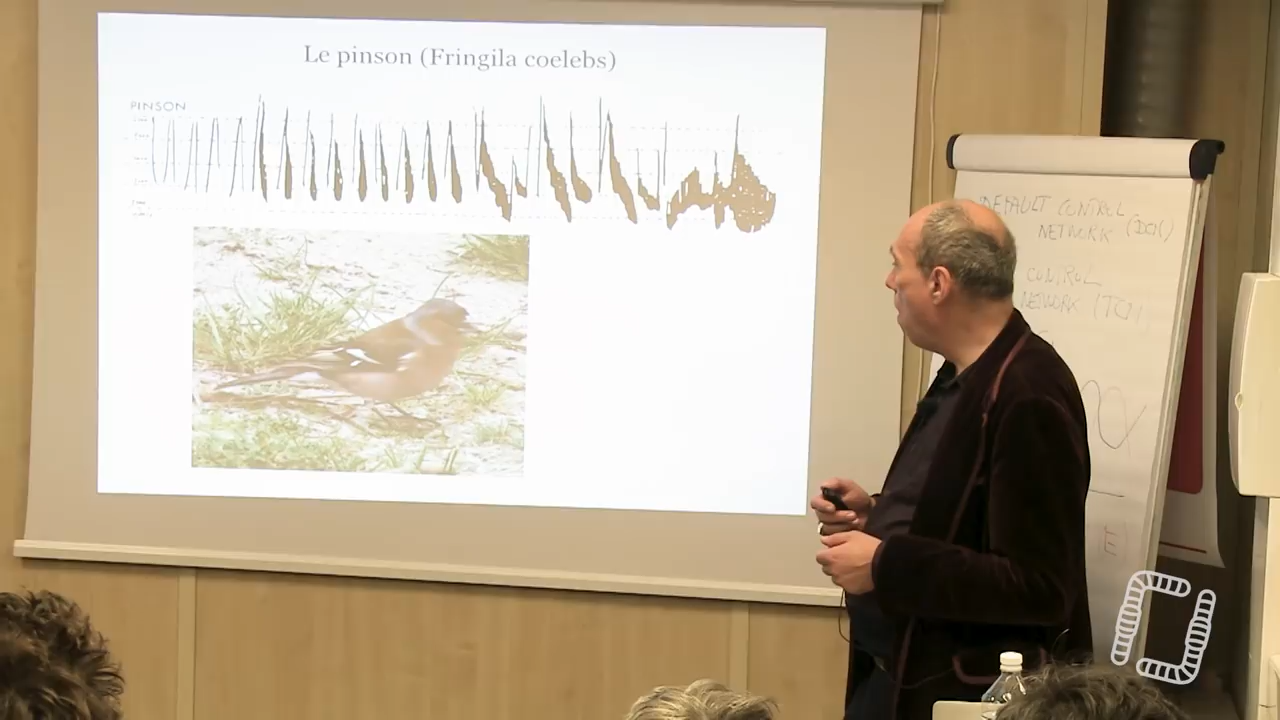 Le pinson (Fringila coelebs)
PINSON
DEFAULT CONTROL
NETWORK (DCN)
CONTROL
NETWORK (TCN
E